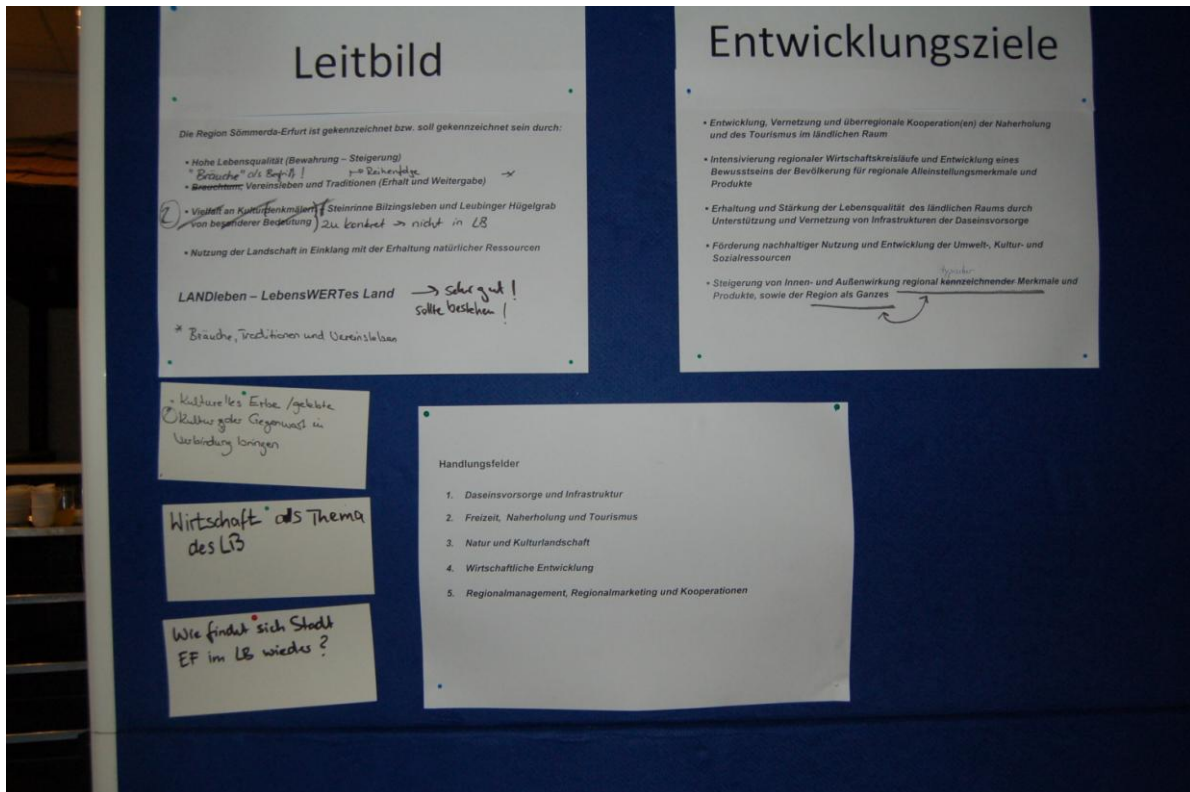 Leitbild
Die Region Sömmerda-Erfurt ist gekennzeichnet bzw. soll gekennzeichnet sein durch:
• Hohe Lebensqualität (Bewahrung – Steigerung)
"Bräuche" als Begriff! → Reihenfolge
• Brauchtum, Vereinsleben und Traditionen (Erhalt und Weitergabe)
• Vielfalt an Kulturdenkmälern Steinrinne Bilzingsleben und Leubinger Hügelgrab
von besonderer Bedeutung) zu konkret → nicht in LB
• Nutzung der Landschaft in Einklang mit der Erhaltung natürlicher Ressourcen
LANDleben – LebensWERTes Land → sehr gut!
sollte bestehen!
* Bräuche, Traditionen und Vereinsleben
Entwicklungsziele
• Entwicklung, Vernetzung und überregionale Kooperation(en) der Naherholung
und des Tourismus im ländlichen Raum
• Intensivierung regionaler Wirtschaftskreisläufe und Entwicklung eines
Bewusstseins der Bevölkerung für regionale Alleinstellungsmerkmale und
Produkte
• Erhaltung und Stärkung der Lebensqualität des ländlichen Raums durch
Unterstützung und Vernetzung von Infrastrukturen der Daseinsvorsorge
• Förderung nachhaltiger Nutzung und Entwicklung der Umwelt-, Kultur- und
Sozialressourcen
typischer
• Steigerung von Innen- und Außenwirkung regional kennzeichnender Merkmale und
Produkte, sowie der Region als Ganzes
- Kulturelles Erbe / gelebte
Kultur der Gegenwart in
Verbindung bringen
Wirtschaft als Thema
des LB
Wie findet sich Stadt
EF im LB wieder?
Handlungsfelder
1. Daseinsvorsorge und Infrastruktur
2. Freizeit, Naherholung und Tourismus
3. Natur und Kulturlandschaft
4. Wirtschaftliche Entwicklung
5. Regionalmanagement, Regionalmarketing und Kooperationen